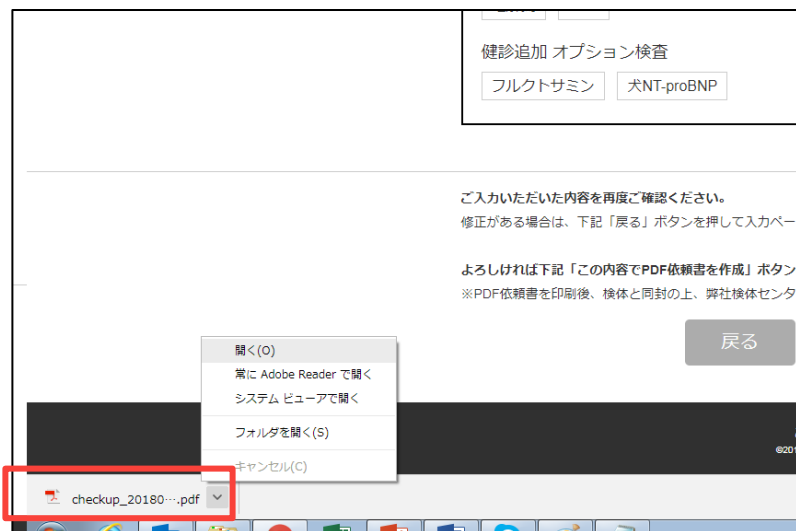 健診追加 オプション検査
フルクトサミン
犬NT-proBNP
ご入力いただいた内容を再度ご確認ください。
修正がある場合は、下記「戻る」ボタンを押して入力ペー
よろしければ下記「この内容でPDF依頼書を作成」ボタン
※PDF依頼書を印刷後、検体と同封の上、弊社検体センタ
戻る
開く(O)
常に Adobe Reader で開く
システム ビューアで開く
フォルダを開く(S)
キャンセル(C)
©201
checkup_20180….pdf